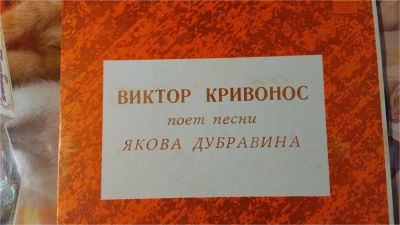 ВИКТОР КРИВОНОС
поет песни
ЯКОВА ДУБРАВИНА